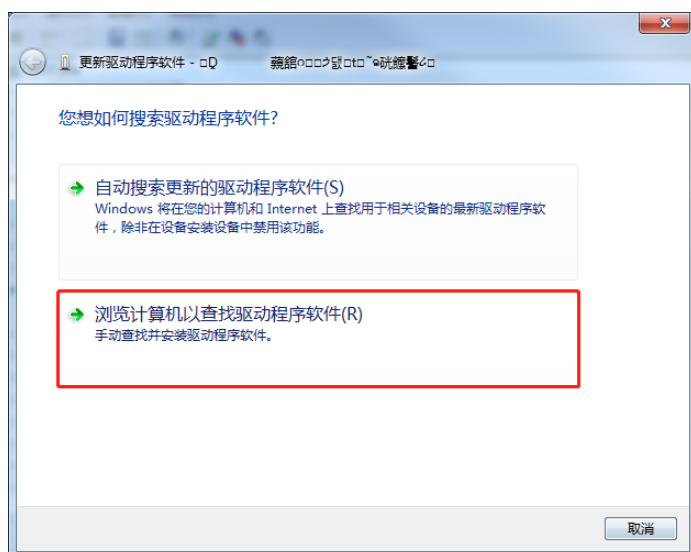 更新驱动程序软件 -
您想如何搜索驱动程序软件?
自动搜索更新的驱动程序软件(S)
Windows 将在您的计算机和 Internet 上查找用于相关设备的最新驱动程序软
件，除非在设备安装设备中禁用该功能。
浏览计算机以查找驱动程序软件(R)
手动查找并安装驱动程序软件。
取消